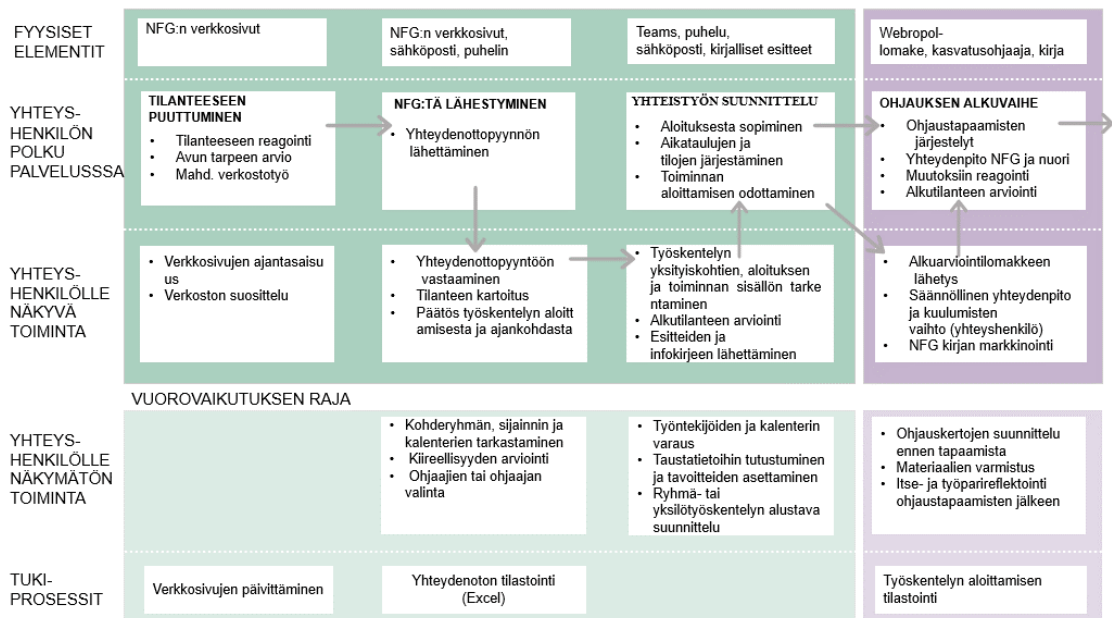 FYYSISET
ELEMENTIT
NFG:n verkkosivut
NFG:n verkkosivut,
sähköposti, puhelin
Teams, puhelu,
sähköposti, kirjalliset esitteet
Webropol-
lomake, kasvatusohjaaja, kirja
YHTEYS-
HENKILÖN
POLKU
PALVELUSSSA
TILANTEESEEN
PUUTTUMINEN
• Tilanteeseen reagointi
• Avun tarpeen arvio
• Mahd. verkostotyö
NFG:TÄ LÄHESTYMINEN
• Yhteydenottopyynnön
lähettäminen
YHTEISTYÖN SUUNNITTELU
• Aloituksesta sopiminen
• Aikataulujen ja
tilojen järjestäminen
• Toiminnan
aloittamisen odottaminen
OHJAUKSEN ALKUVAIHE
• Ohjaustapaamisten
järjestelyt
• Yhteydenpito NFG ja nuori
• Muutoksiin reagointi
• Alkutilanteen arviointi
YHTEYS-
HENKILÖLLE
NÄKYVÄ
TOIMINTA
• Verkkosivujen ajantasaisu
us
• Verkoston suosittelu
• Yhteydenottopyyntöön
vastaaminen
• Tilanteen kartoitus
• Päätös työskentelyn aloitt
amisesta ja ajankohdasta
• Työskentelyn
yksityiskohtien, aloituksen
ja toiminnan sisällön tarke
ntaminen
• Alkutilanteen arviointi
• Esitteiden ja
infokirjeen lähettäminen
• Alkuarviointilomakkeen
lähetys
• Säännöllinen yhteydenpito
ja kuulumisten
vaihto (yhteyshenkilö)
• NFG kirjan markkinointi
VUOROVAIKUTUKSEN RAJA
YHTEYS-
HENKILÖLLE
NÄKYMÄTÖN
TOIMINTA
• Kohderyhmän, sijainnin ja
kalenterien tarkastaminen
• Kiireellisyyden arviointi
• Ohjaajien tai ohjaajan
valinta
• Työntekijöiden ja kalenterin
varaus
• Taustatietoihin tutustuminen
ja tavoitteiden asettaminen
• Ryhmä- tai
yksilötyöskentelyn alustava
suunnittelu
• Ohjauskertojen suunnittelu
ennen tapaamista
• Materiaalien varmistus
• Itse- ja työparireflektointi
ohjaustapaamisten jälkeen
TUKI-
PROSESSIT
Verkkosivujen päivittäminen
Yhteydenoton tilastointi
(Excel)
Työskentelyn aloittamisen
tilastointi